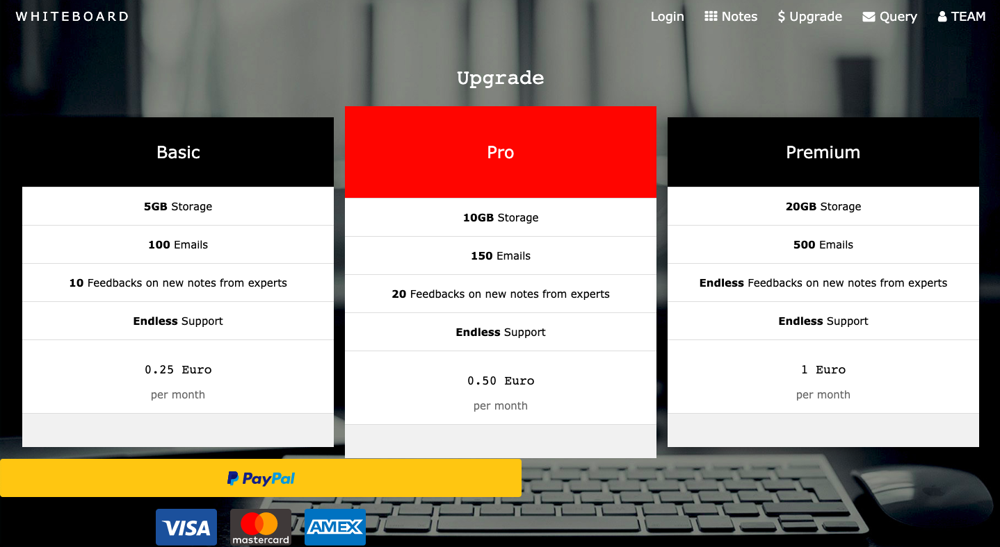 WHITEBOARD
Login Notes $ Upgrade Query TEAM
Upgrade
Basic
5GB Storage
100 Emails
10 Feedbacks on new notes from experts
Endless Support
0.25 Euro
per month
Pro
10GB Storage
150 Emails
20 Feedbacks on new notes from experts
Endless Support
0.50 Euro
per month
Premium
20GB Storage
500 Emails
Endless Feedbacks on new notes from experts
Endless Support
1 Euro
per month
PayPal
VISA
mastercard
AMEX